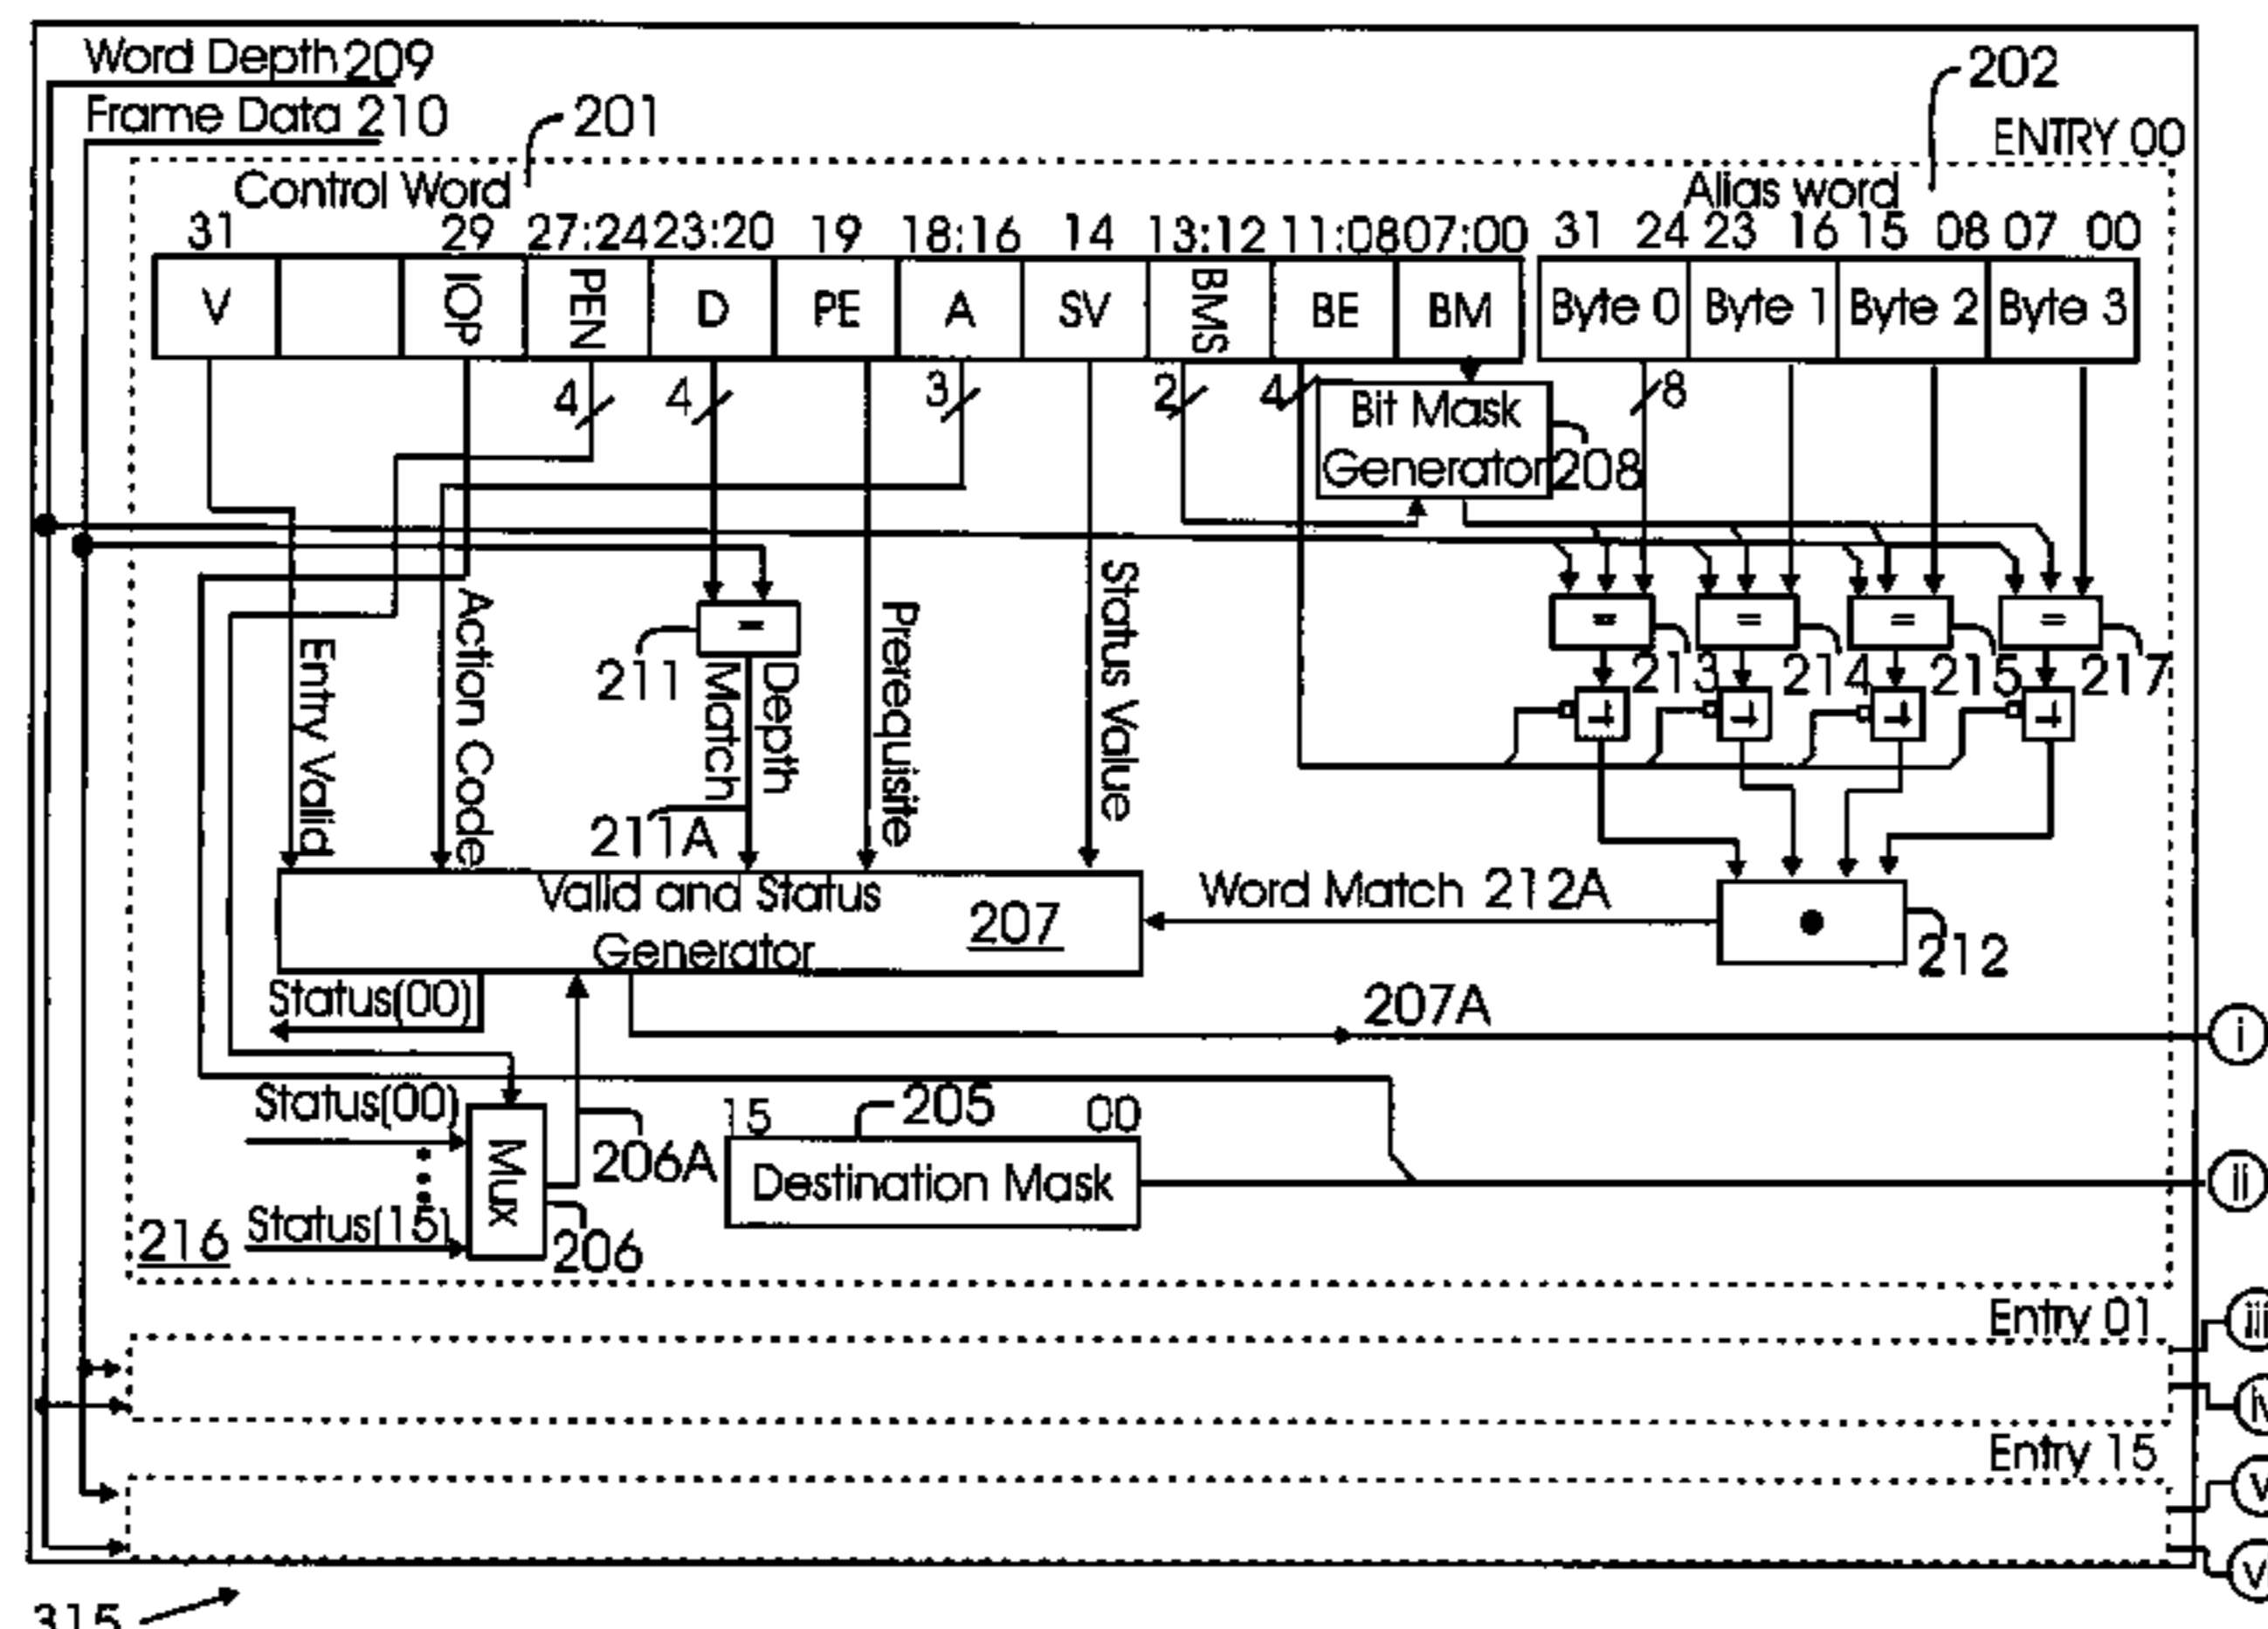 Word Depth 209
202
Frame Data 210
201
ENTRY 00
Control Word
Alias word
31 29 27:24 23:20 19 18:16 14 13:12 11:08 07:00 31 24 23 16 15 08 07 00
V IOP PEN D PE A SV BMS BE BM Byte 0 Byte 1 Byte 2 Byte 3
4 4 3 2 4 8
Bit Mask
Generator 208
= = = = =
211 213 214 215 217
Entry Valid
Action Code
Depth
Match
Prerequisite
Status Value
211A
Valid and Status
Generator 207
Word Match 212A
212
Status(00)
207A
i
Status(00)
15 205 00
Mux
206A
Destination Mask
ii
Status(15)
216
206
Entry 01
iii
iv
Entry 15
v
315